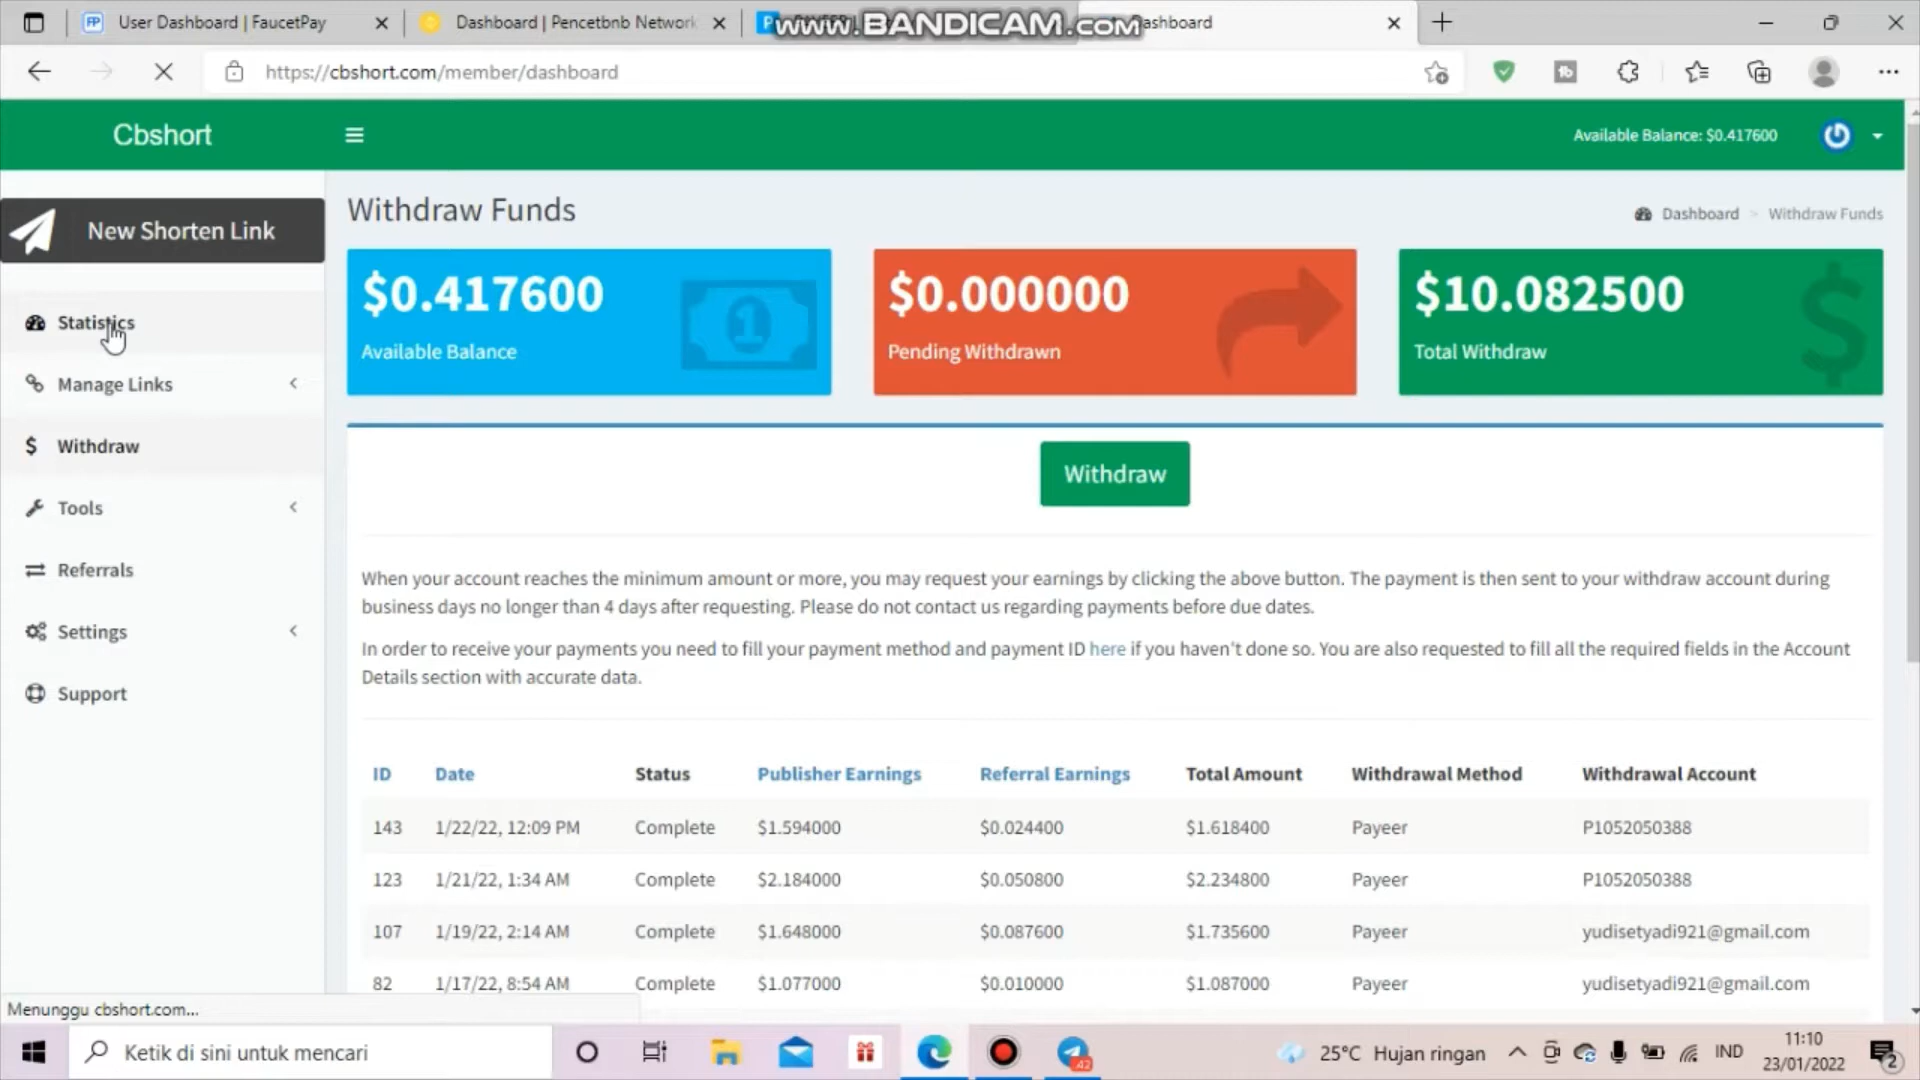 User Dashboard | FaucetPay
Dashboard | Pencetbnb Network
www.BANDICAM.com
Dashboard
https://cbshort.com/member/dashboard
Cbshort
Available Balance: $0.417600
New Shorten Link
Statistics
Manage Links
Withdraw
Tools
Referrals
Settings
Support
Withdraw Funds
Dashboard > Withdraw Funds
$0.417600
Available Balance
$0.000000
Pending Withdrawn
$10.082500
Total Withdraw
Withdraw
When your account reaches the minimum amount or more, you may request your earnings by clicking the above button. The payment is then sent to your withdraw account during
business days no longer than 4 days after requesting. Please do not contact us regarding payments before due dates.
In order to receive your payments you need to fill your payment method and payment ID here if you haven't done so. You are also requested to fill all the required fields in the Account
Details section with accurate data.
ID Date Status Publisher Earnings Referral Earnings Total Amount Withdrawal Method Withdrawal Account
143 1/22/22, 12:09 PM Complete $1.594000 $0.024400 $1.618400 Payeer P1052050388
123 1/21/22, 1:34 AM Complete $2.184000 $0.050800 $2.234800 Payeer P1052050388
107 1/19/22, 2:14 AM Complete $1.648000 $0.087600 $1.735600 Payeer yudisetyadi921@gmail.com
82 1/17/22, 8:54 AM Complete $1.077000 $0.010000 $1.087000 Payeer yudisetyadi921@gmail.com
Menunggu cbshort.com...
Ketik di sini untuk mencari
42
25°C Hujan ringan
IND
11:10
23/01/2022
2